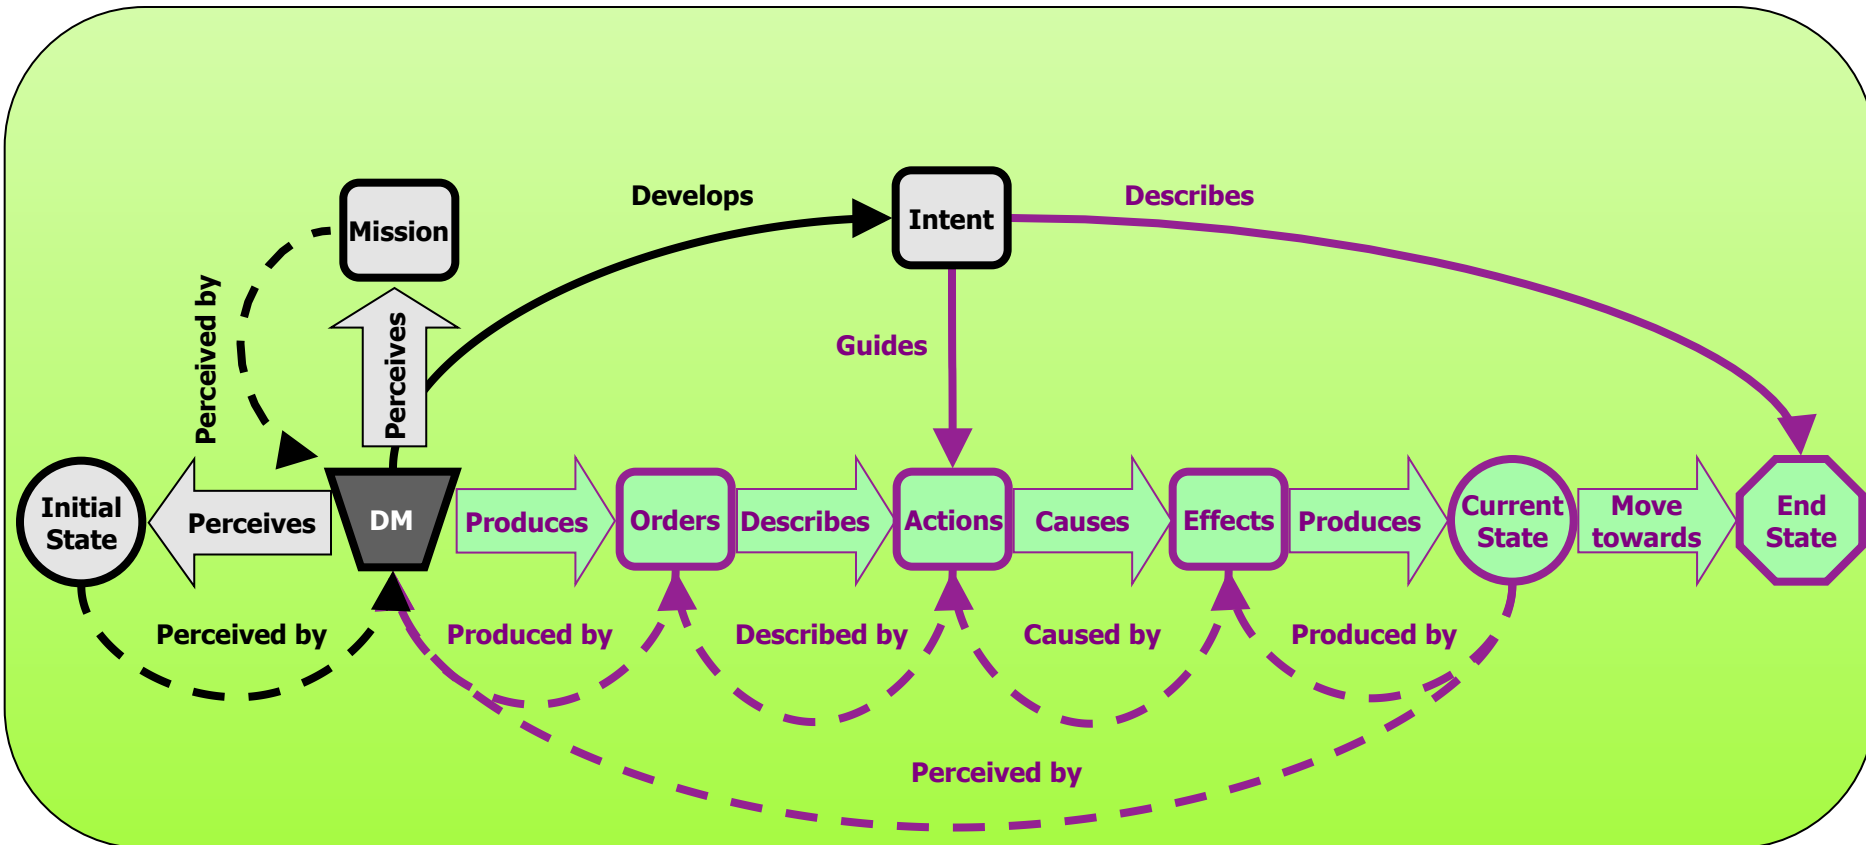 Develops
Describes
Mission
Intent
Perceived by
Perceives
Guides
Initial
State
Perceives
DM
Produces
Orders
Describes
Actions
Causes
Effects
Produces
Current
State
Move
towards
End
State
Perceived by
Produced by
Described by
Caused by
Produced by
Perceived by